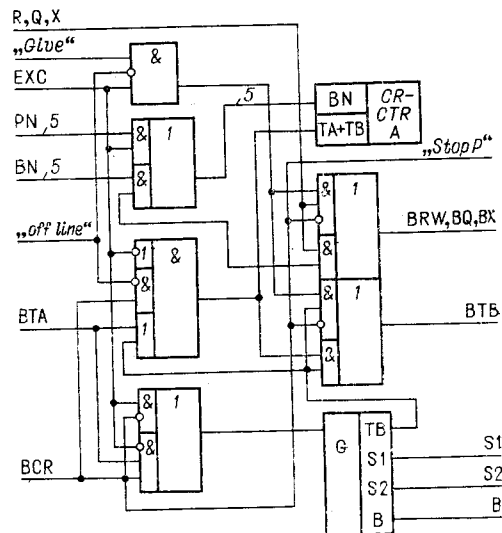 R,Q,X
„Give“
EXC
&
PN,5
,5
BN
CR-
CTR
A
TA+TB
& 1
BN,5
&
„Stopp“
& 1
BRW,BQ,BX
&
„off line“
1 &
&
BTA
1
& 1
BTB
&
& 1
&
BCR
G
TB
S1
S1
S2
S2
B
B